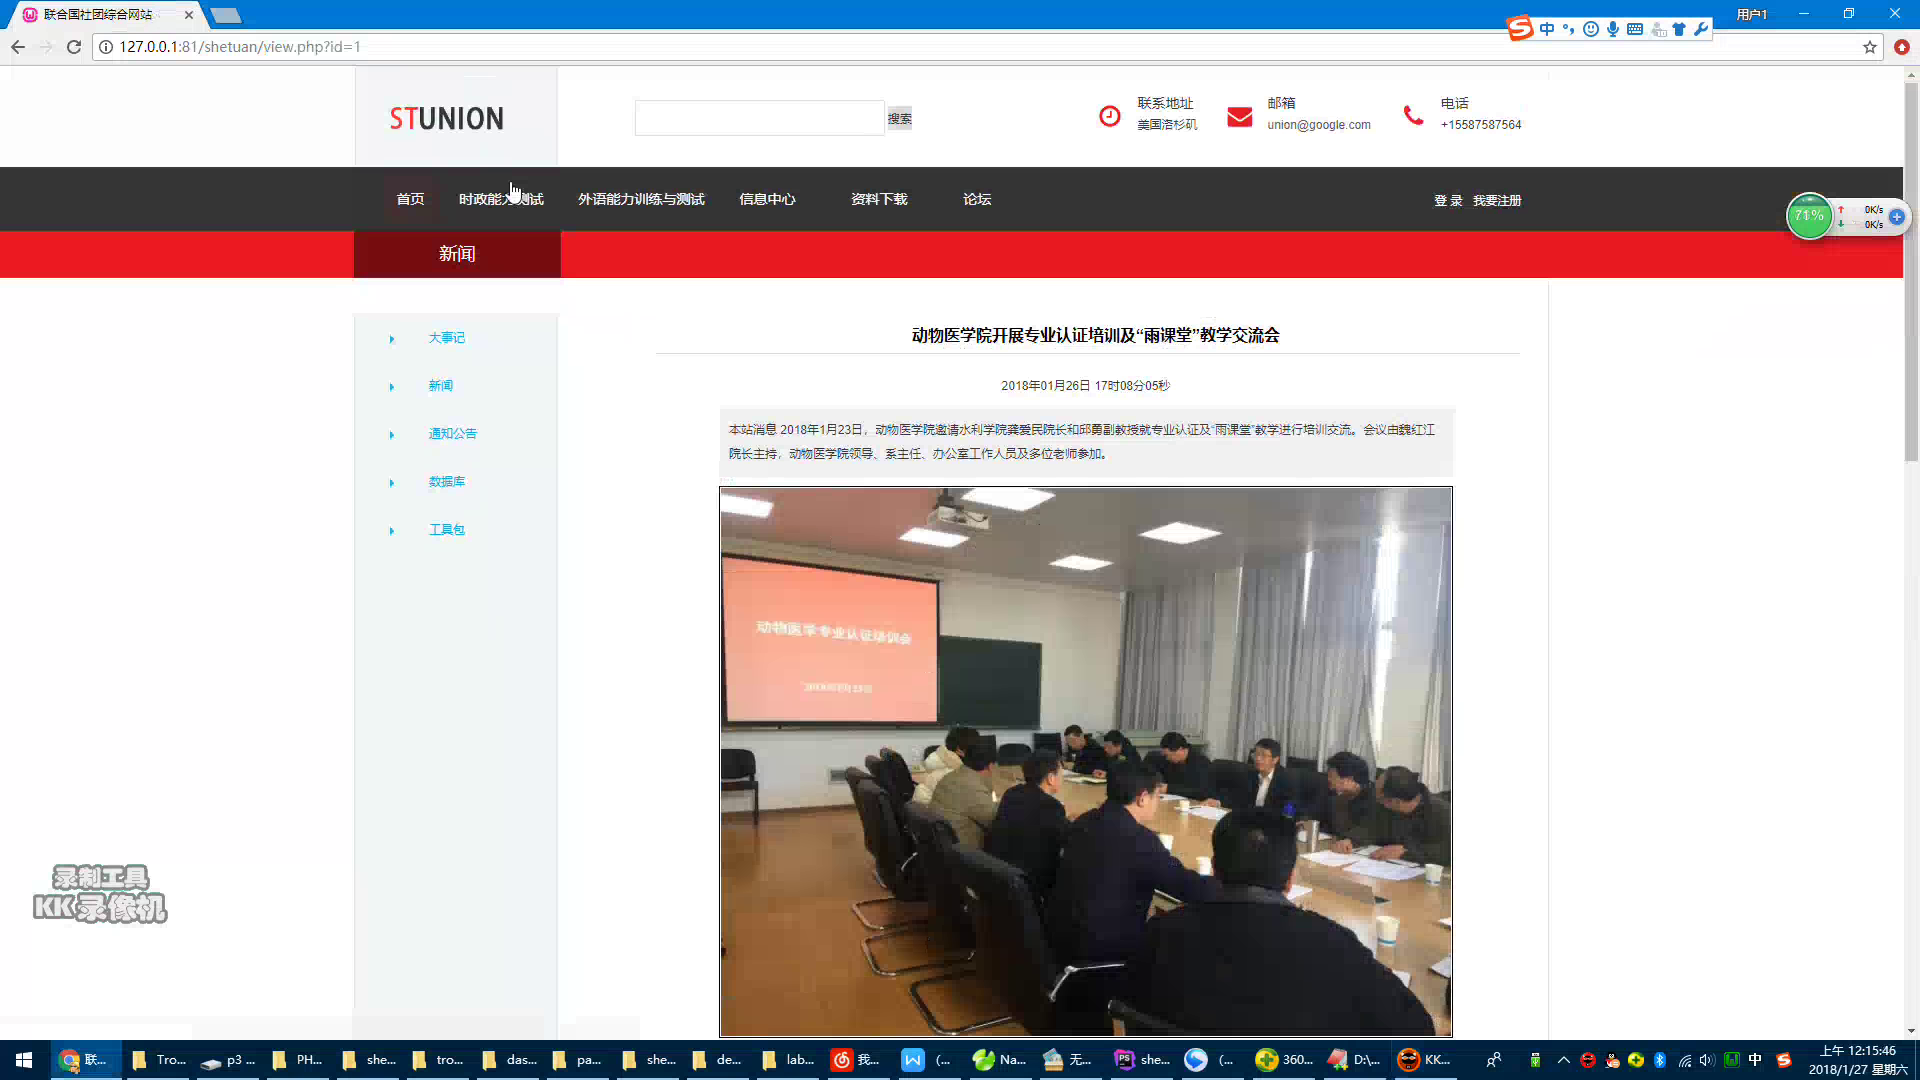 联合国社团综合网站
用户1
中
127.0.0.1:81/shetuan/view.php?id=1
STUNION
搜索
联系地址
美国洛杉矶
邮箱
union@google.com
电话
+15587587564
首页
时政能力测试
外语能力训练与测试
信息中心
资料下载
论坛
登 录
我要注册
71%
0K/s
0K/s
新闻
大事记
新闻
通知公告
数据库
工具包
动物医学院开展专业认证培训及“雨课堂”教学交流会
2018年01月26日 17时08分05秒
本站消息 2018年1月23日，动物医学院邀请水利学院龚爱民院长和邱勇副教授就专业认证及“雨课堂”教学进行培训交流。会议由魏红江
院长主持，动物医学院领导、系主任、办公室工作人员及多位老师参加。
动物医学专业认证培训会
录制工具
KK录像机
联...
Tro...
p3 ...
PH...
she...
tro...
das...
pa...
she...
de...
lab...
我...
(...
Na...
无...
she...
(...
360...
D:\...
KK...
中
上午 12:15:46
2018/1/27 星期六